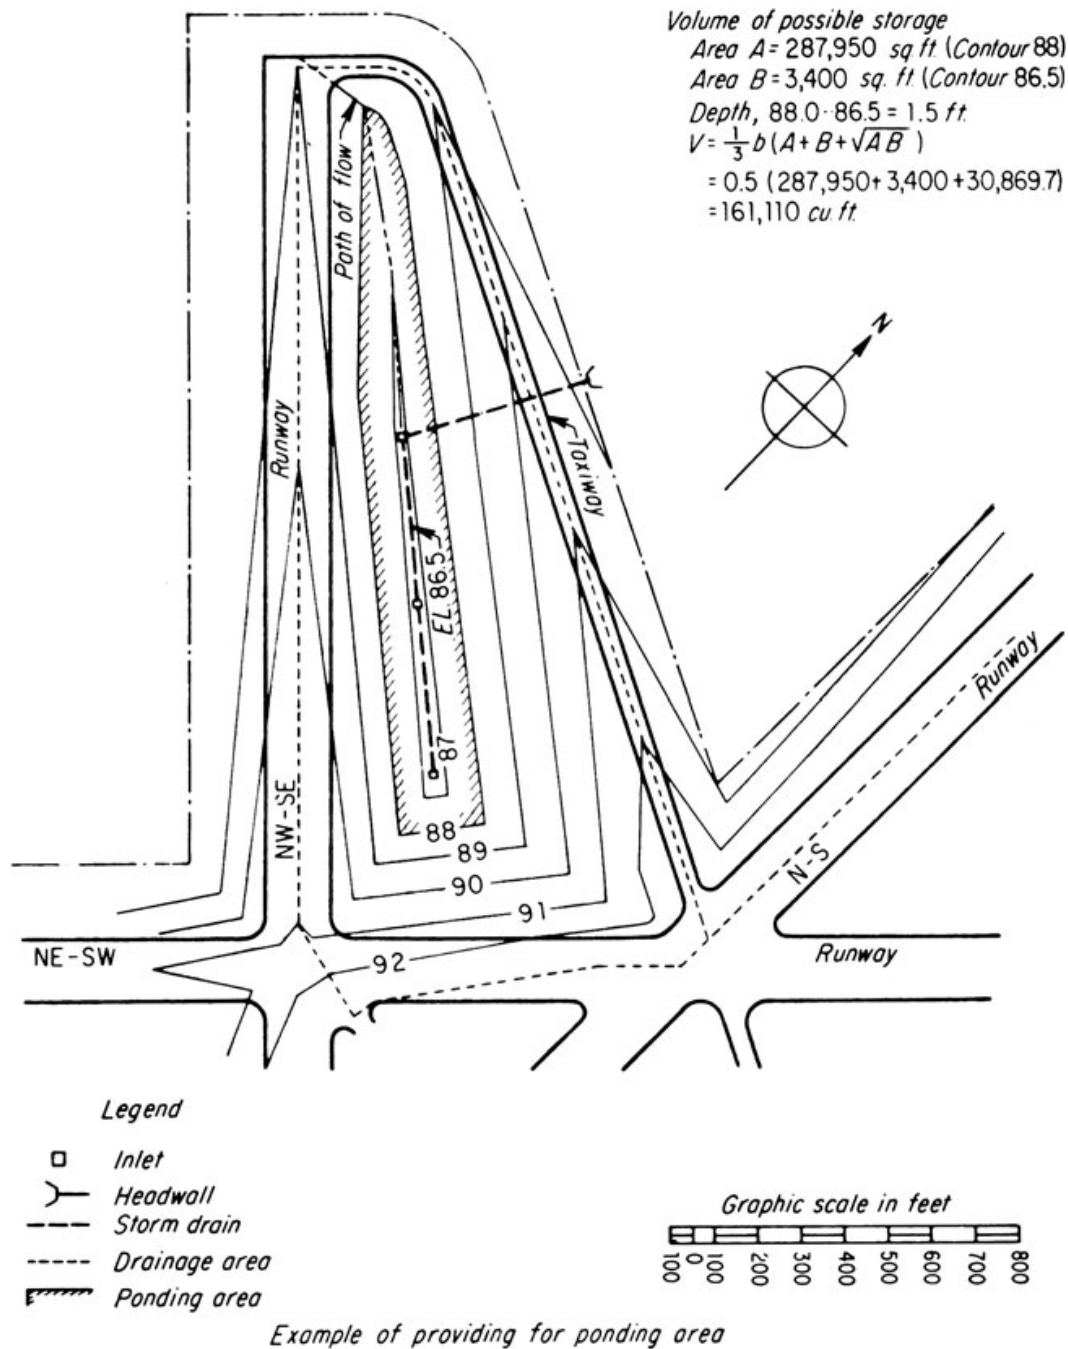 Volume of possible storage
Area A = 287,950 sq. ft. (Contour 88)
Area B = 3,400 sq. ft. (Contour 86.5)
Depth, 88.0--86.5 = 1.5 ft.
V = 1/3 b (A + B + √AB)
= 0.5 (287,950 + 3,400 + 30,869.7)
= 161,110 cu. ft.
N
Path of flow
Runway
Taxiway
EL. 86.5
87
Runway
NW-SE
88
89
90
91
92
N-S
NE-SW
Runway
Legend
Inlet
Headwall
Storm drain
Drainage area
Ponding area
Graphic scale in feet
100 0 100 200 300 400 500 600 700 800
Example of providing for ponding area